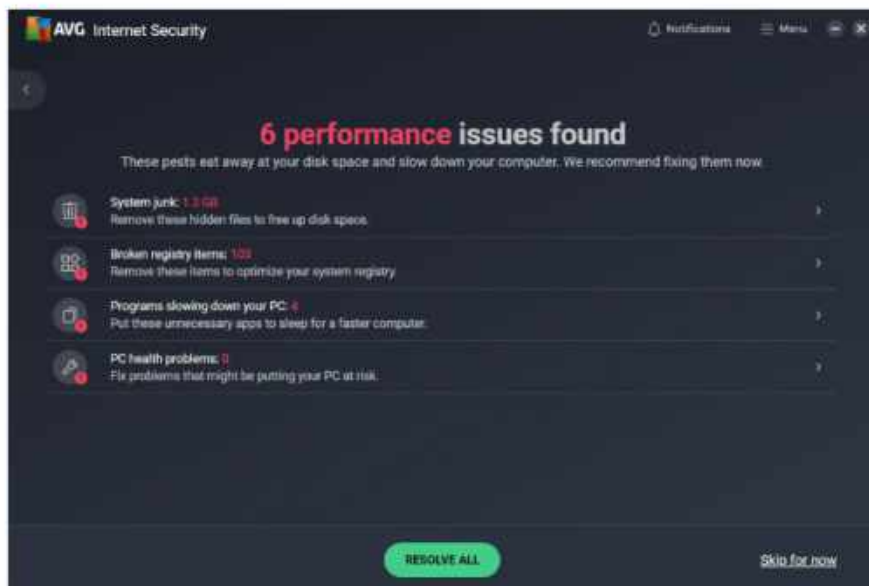 AVG Internet Security
Notifications
Menu
6 performance issues found
These pests eat away at your disk space and slow down your computer. We recommend fixing them now.
System junk: 1.2 GB
Remove these hidden files to free up disk space.
Broken registry items: 103
Remove these items to optimize your system registry.
Programs slowing down your PC: 4
Put these unnecessary apps to sleep for a faster computer.
PC health problems: 0
Fix problems that might be putting your PC at risk.
RESOLVE ALL
Skip for now